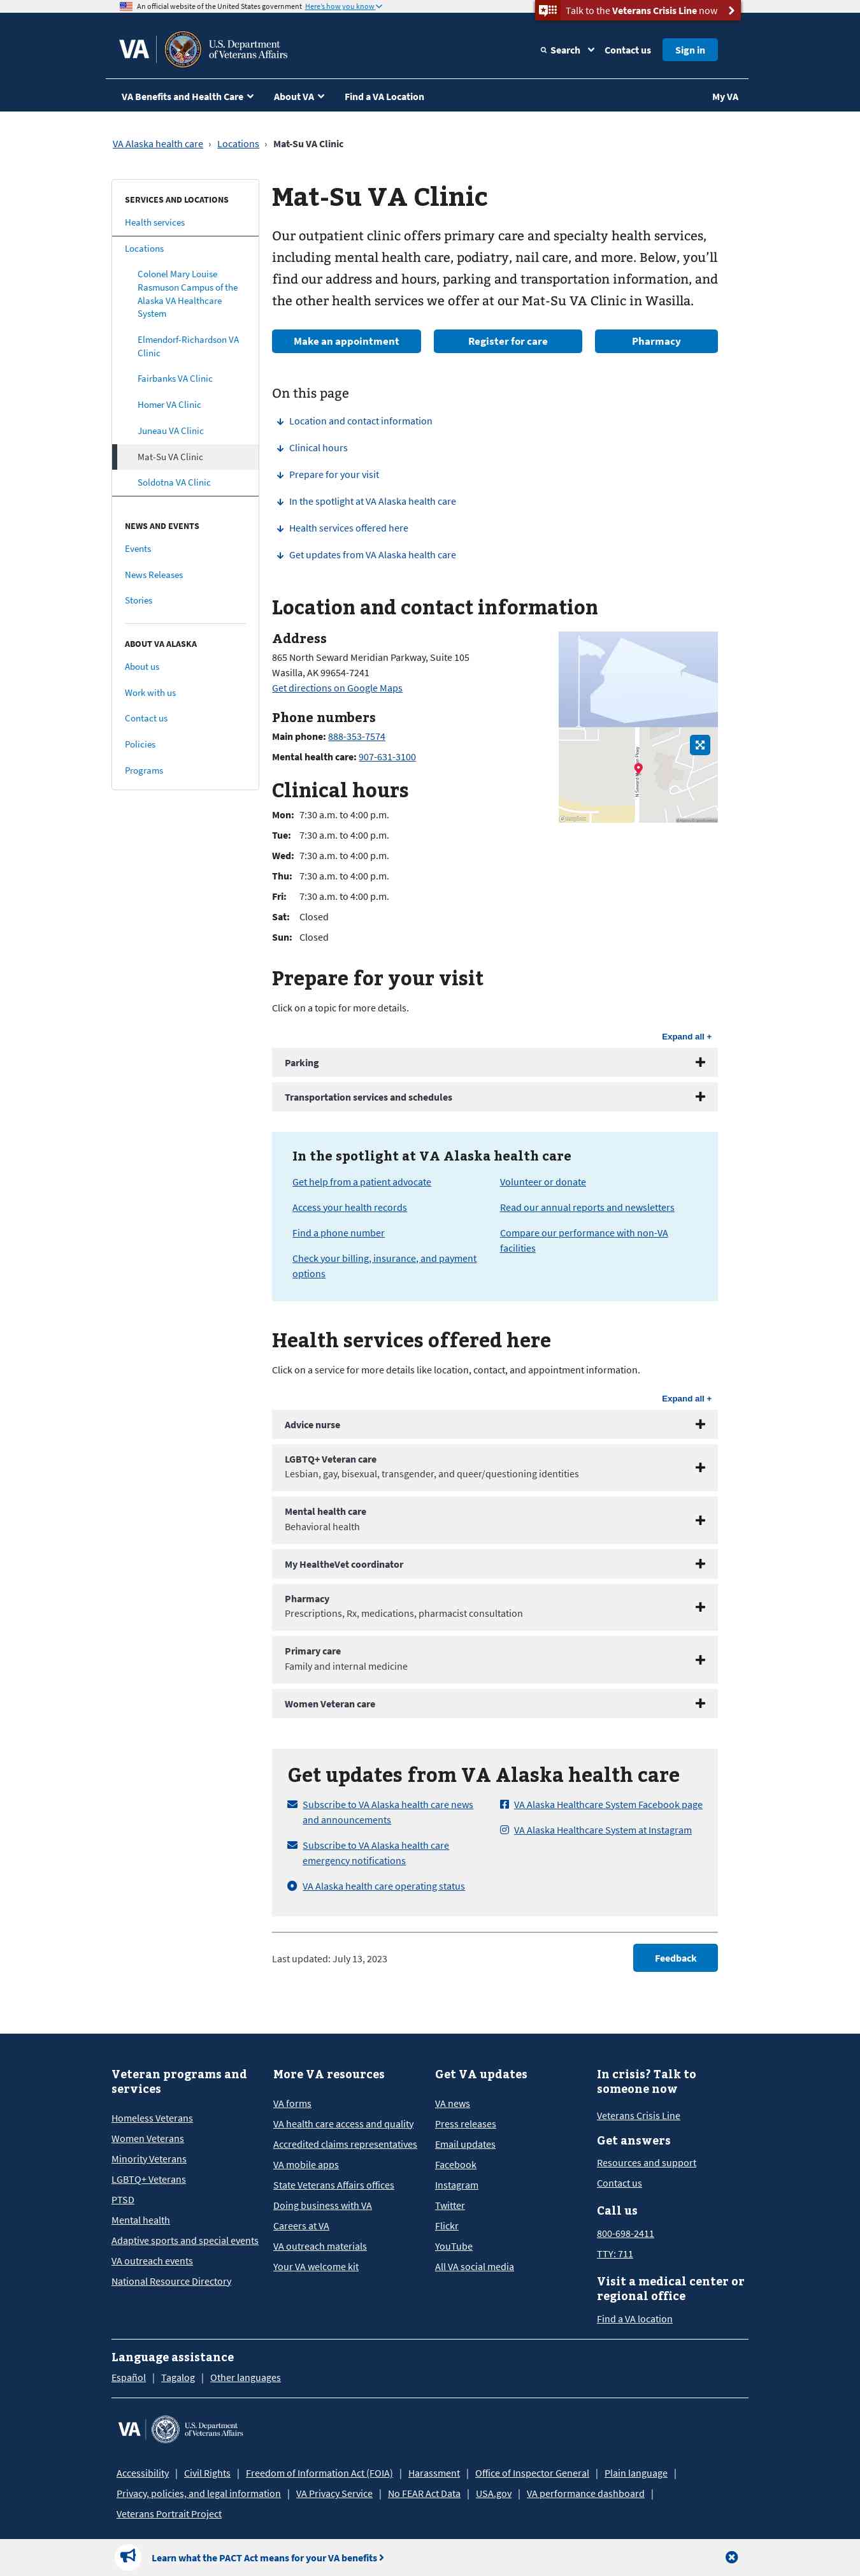 An official website of the United States government Here's how you know
Talk to the Veterans Crisis Line now
VA U.S. Department
of Veterans Affairs
Search
Contact us
Sign in
VA Benefits and Health Care
About VA
Find a VA Location
My VA
VA Alaska health care › Locations › Mat-Su VA Clinic
SERVICES AND LOCATIONS
Health services
Locations
Colonel Mary Louise
Rasmuson Campus of the
Alaska VA Healthcare
System
Elmendorf-Richardson VA
Clinic
Fairbanks VA Clinic
Homer VA Clinic
Juneau VA Clinic
Mat-Su VA Clinic
Soldotna VA Clinic
NEWS AND EVENTS
Events
News Releases
Stories
ABOUT VA ALASKA
About us
Work with us
Contact us
Policies
Programs
Mat-Su VA Clinic
Our outpatient clinic offers primary care and specialty health services,
including mental health care, podiatry, nail care, and more. Below, you'll
find our address and hours, parking and transportation information, and
the other health services we offer at our Mat-Su VA Clinic in Wasilla.
Make an appointment
Register for care
Pharmacy
On this page
Location and contact information
Clinical hours
Prepare for your visit
In the spotlight at VA Alaska health care
Health services offered here
Get updates from VA Alaska health care
Location and contact information
Address
865 North Seward Meridian Parkway, Suite 105
Wasilla, AK 99654-7241
Get directions on Google Maps
Phone numbers
Main phone: 888-353-7574
Mental health care: 907-631-3100
mapbox
Clinical hours
Mon: 7:30 a.m. to 4:00 p.m.
Tue: 7:30 a.m. to 4:00 p.m.
Wed: 7:30 a.m. to 4:00 p.m.
Thu: 7:30 a.m. to 4:00 p.m.
Fri: 7:30 a.m. to 4:00 p.m.
Sat: Closed
Sun: Closed
Prepare for your visit
Click on a topic for more details.
Expand all +
Parking
Transportation services and schedules
In the spotlight at VA Alaska health care
Get help from a patient advocate
Access your health records
Find a phone number
Check your billing, insurance, and payment
options
Volunteer or donate
Read our annual reports and newsletters
Compare our performance with non-VA
facilities
Health services offered here
Click on a service for more details like location, contact, and appointment information.
Expand all +
Advice nurse
LGBTQ+ Veteran care
Lesbian, gay, bisexual, transgender, and queer/questioning identities
Mental health care
Behavioral health
My HealtheVet coordinator
Pharmacy
Prescriptions, Rx, medications, pharmacist consultation
Primary care
Family and internal medicine
Women Veteran care
Get updates from VA Alaska health care
Subscribe to VA Alaska health care news
and announcements
Subscribe to VA Alaska health care
emergency notifications
VA Alaska health care operating status
VA Alaska Healthcare System Facebook page
VA Alaska Healthcare System at Instagram
Last updated: July 13, 2023
Feedback
Veteran programs and
services
Homeless Veterans
Women Veterans
Minority Veterans
LGBTQ+ Veterans
PTSD
Mental health
Adaptive sports and special events
VA outreach events
National Resource Directory
More VA resources
VA forms
VA health care access and quality
Accredited claims representatives
VA mobile apps
State Veterans Affairs offices
Doing business with VA
Careers at VA
VA outreach materials
Your VA welcome kit
Get VA updates
VA news
Press releases
Email updates
Facebook
Instagram
Twitter
Flickr
YouTube
All VA social media
In crisis? Talk to
someone now
Veterans Crisis Line
Get answers
Resources and support
Contact us
Call us
800-698-2411
TTY: 711
Visit a medical center or
regional office
Find a VA location
Language assistance
Español | Tagalog | Other languages
VA U.S. Department
of Veterans Affairs
Accessibility | Civil Rights | Freedom of Information Act (FOIA) | Harassment | Office of Inspector General | Plain language |
Privacy, policies, and legal information | VA Privacy Service | No FEAR Act Data | USA.gov | VA performance dashboard |
Veterans Portrait Project
Learn what the PACT Act means for your VA benefits